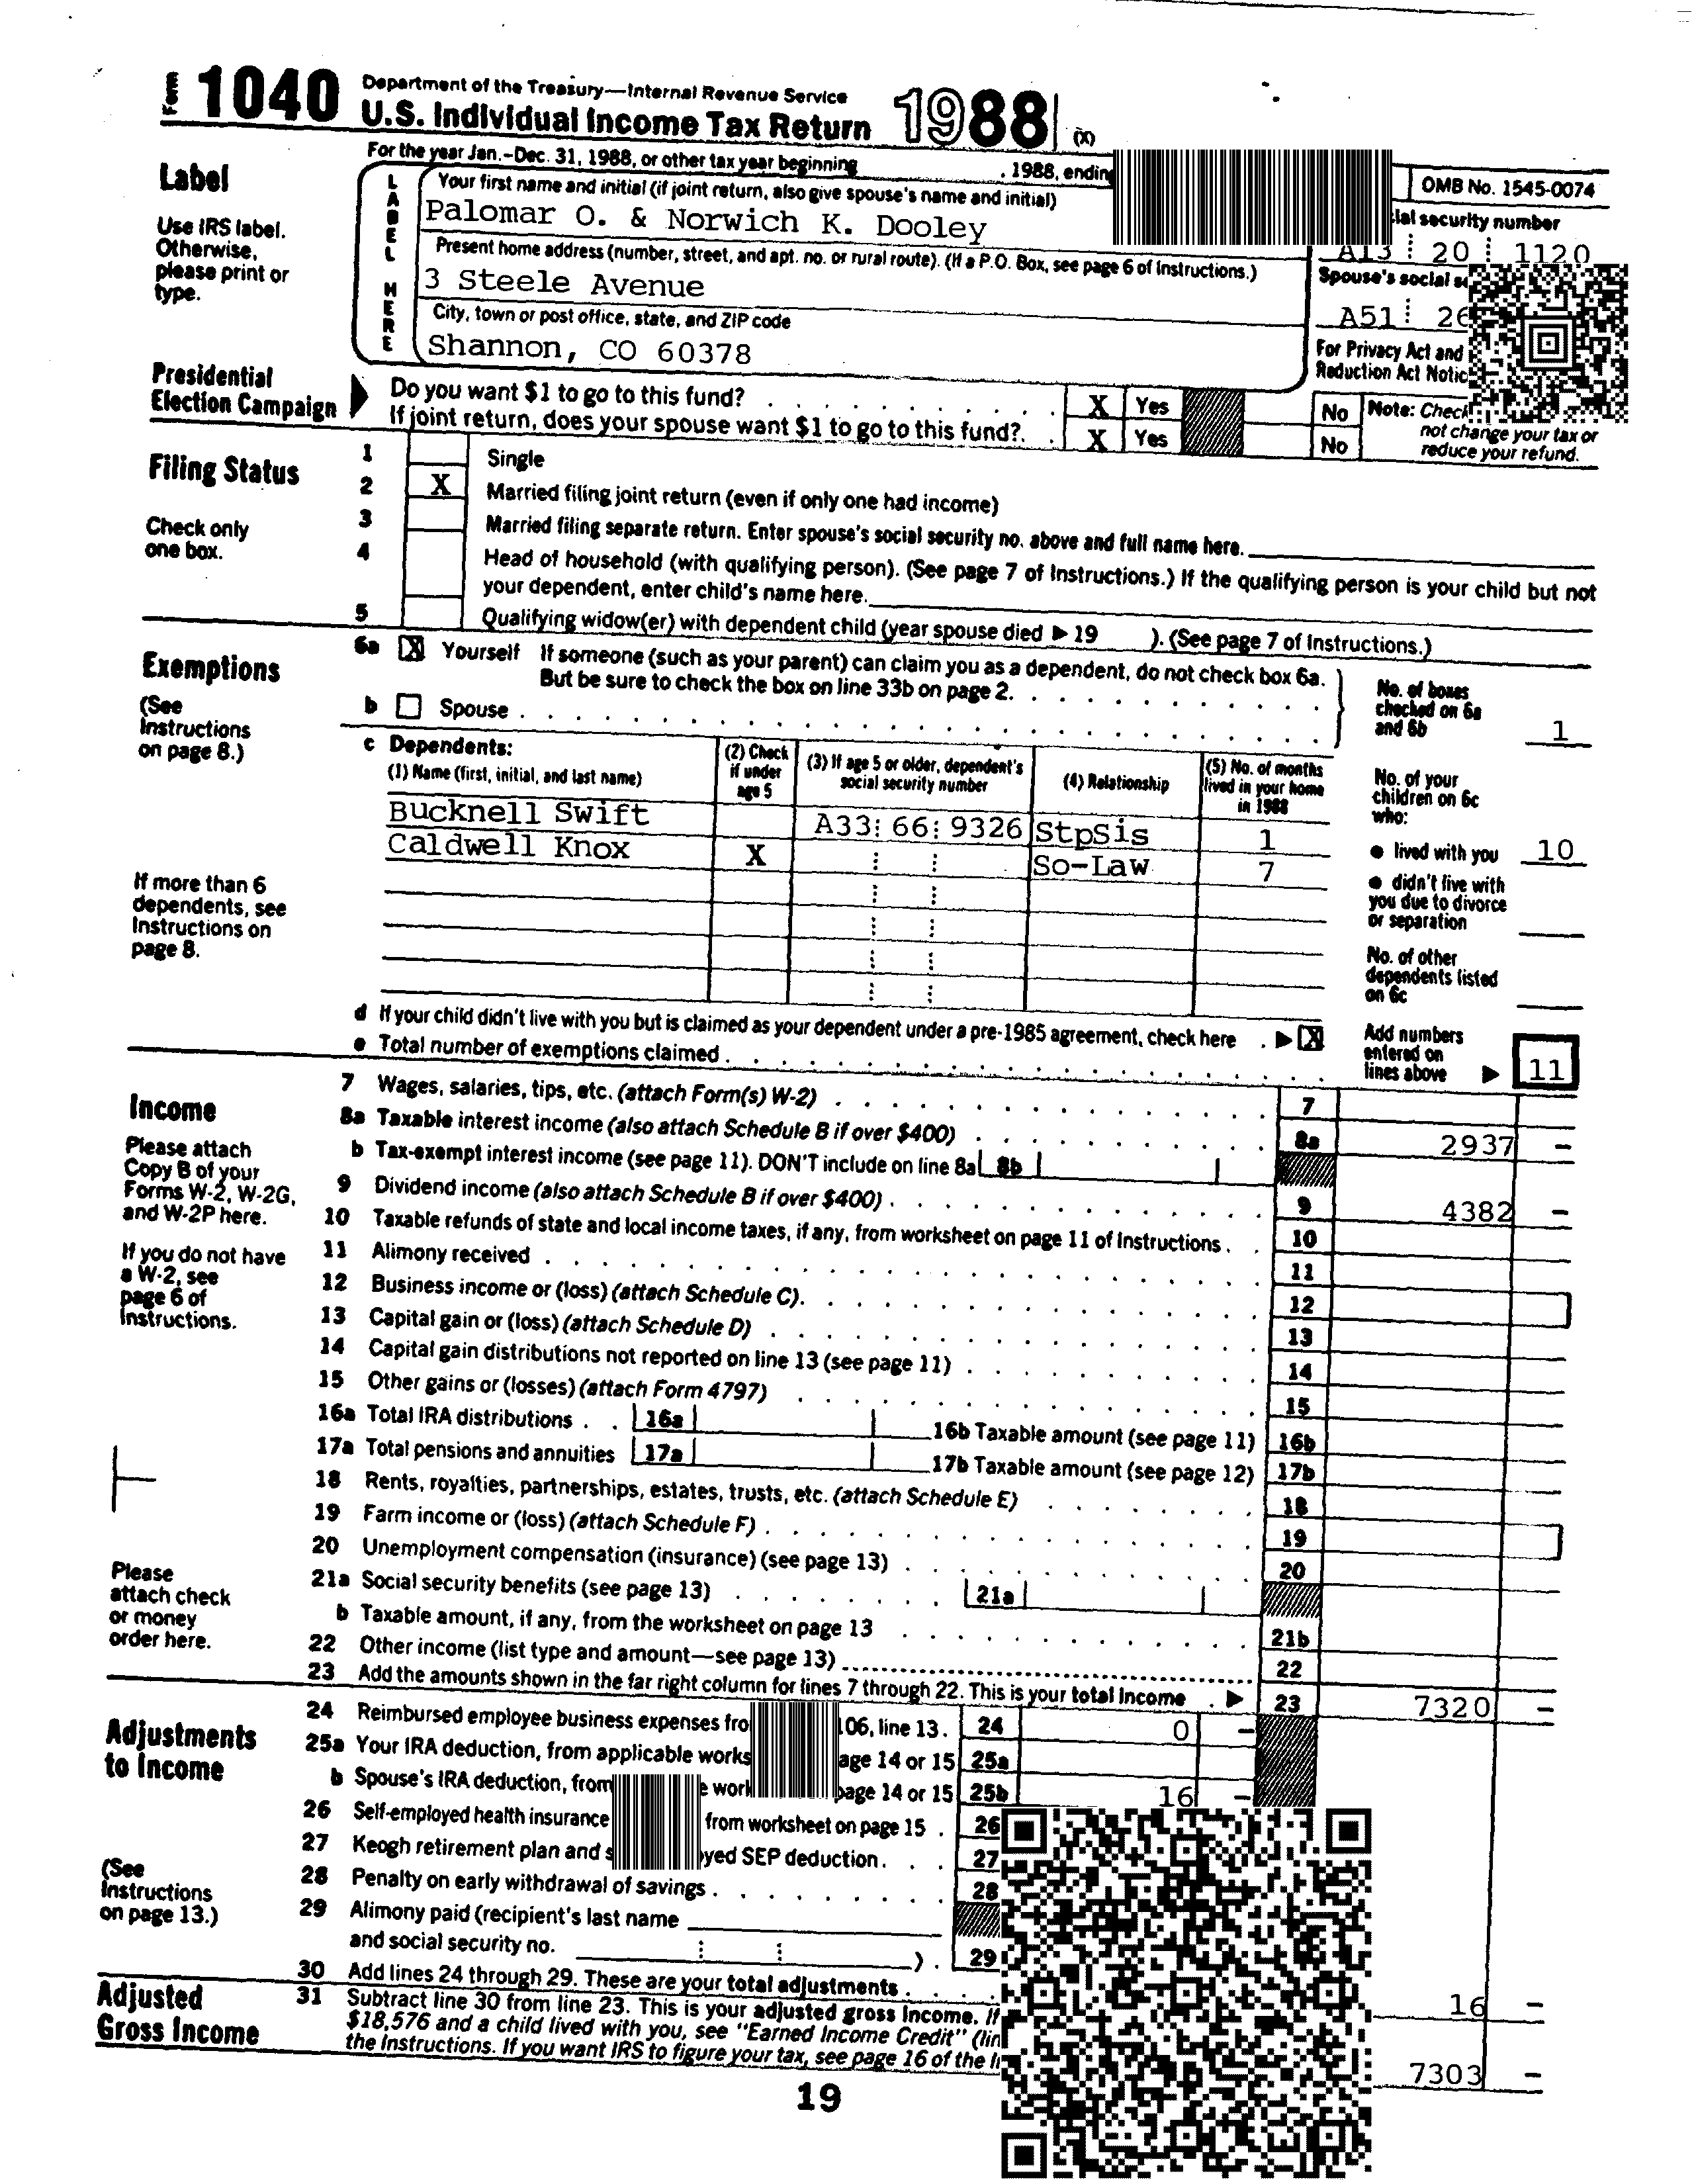 Form 1040 Department of the Treasury—Internal Revenue Service
U.S. Individual Income Tax Return 1988 (X)
For the year Jan.-Dec. 31, 1988, or other tax year beginning , 1988, ending
OMB No. 1545-0074
Label
Use IRS label.
Otherwise,
please print or
type.
LABEL HERE
Your first name and initial (if joint return, also give spouse's name and initial)
Palomar O. & Norwich K. Dooley
security number
A13 20 1120
Present home address (number, street, and apt. no. or rural route). (If a P.O. Box, see page 6 of Instructions.)
3 Steele Avenue
Spouse's social
A51 26
City, town or post office, state, and ZIP code
Shannon, CO 60378
For Privacy Act and
Reduction Act
Presidential
Election Campaign
Do you want $1 to go to this fund? X Yes No
If joint return, does your spouse want $1 to go to this fund? X Yes No
Note: Check
not change your tax or
reduce your refund.
Filing Status
Check only
one box.
1 Single
2 X Married filing joint return (even if only one had income)
3 Married filing separate return. Enter spouse's social security no. above and full name here.
4 Head of household (with qualifying person). (See page 7 of Instructions.) If the qualifying person is your child but not
your dependent, enter child's name here.
5 Qualifying widow(er) with dependent child (year spouse died ▶ 19 ). (See page 7 of Instructions.)
Exemptions
(See
Instructions
on page 8.)
6a X Yourself If someone (such as your parent) can claim you as a dependent, do not check box 6a.
But be sure to check the box on line 33b on page 2.
b Spouse
No. of boxes
checked on 6a
and 6b 1
c Dependents:
(1) Name (first, initial, and last name)
(2) Check
if under
age 5
(3) If age 5 or older, dependent's
social security number
(4) Relationship
(5) No. of months
lived in your home
in 1988
Bucknell Swift A33 66 9326 StpSis 1
Caldwell Knox X So-Law 7
If more than 6
dependents, see
Instructions on
page 8.
No. of your
children on 6c
who:
● lived with you 10
● didn't live with
you due to divorce
or separation
No. of other
dependents listed
on 6c
d If your child didn't live with you but is claimed as your dependent under a pre-1985 agreement, check here ▶ X
e Total number of exemptions claimed
Add numbers
entered on
lines above ▶ 11
Income
Please attach
Copy B of your
Forms W-2, W-2G,
and W-2P here.
If you do not have
a W-2, see
page 6 of
Instructions.
7 Wages, salaries, tips, etc. (attach Form(s) W-2) 7
8a Taxable interest income (also attach Schedule B if over $400) 8a 2937 –
b Tax-exempt interest income (see page 11). DON'T include on line 8a 8b
9 Dividend income (also attach Schedule B if over $400) 9 4382 –
10 Taxable refunds of state and local income taxes, if any, from worksheet on page 11 of Instructions 10
11 Alimony received 11
12 Business income or (loss) (attach Schedule C) 12
13 Capital gain or (loss) (attach Schedule D) 13
14 Capital gain distributions not reported on line 13 (see page 11) 14
15 Other gains or (losses) (attach Form 4797) 15
16a Total IRA distributions 16a 16b Taxable amount (see page 11) 16b
17a Total pensions and annuities 17a 17b Taxable amount (see page 12) 17b
18 Rents, royalties, partnerships, estates, trusts, etc. (attach Schedule E) 18
19 Farm income or (loss) (attach Schedule F) 19
20 Unemployment compensation (insurance) (see page 13) 20
21a Social security benefits (see page 13) 21a
b Taxable amount, if any, from the worksheet on page 13 21b
22 Other income (list type and amount—see page 13) 22
23 Add the amounts shown in the far right column for lines 7 through 22. This is your total income ▶ 23 7320 –
Please
attach check
or money
order here.
Adjustments
to Income
(See
Instructions
on page 13.)
24 Reimbursed employee business expenses 06, line 13. 24 0 –
25a Your IRA deduction, from applicable page 14 or 15 25a
b Spouse's IRA deduction, from page 14 or 15 25b 16 –
26 Self-employed health insurance from worksheet on page 15 26
27 Keogh retirement plan and SEP deduction 27
28 Penalty on early withdrawal of savings 28
29 Alimony paid (recipient's last name
and social security no. ) 29
30 Add lines 24 through 29. These are your total adjustments 16 –
Adjusted
Gross Income
31 Subtract line 30 from line 23. This is your adjusted gross income. If
$18,576 and a child lived with you, see "Earned Income Credit"
the Instructions. If you want IRS to figure your tax, see page 16 of the 7303 –
19